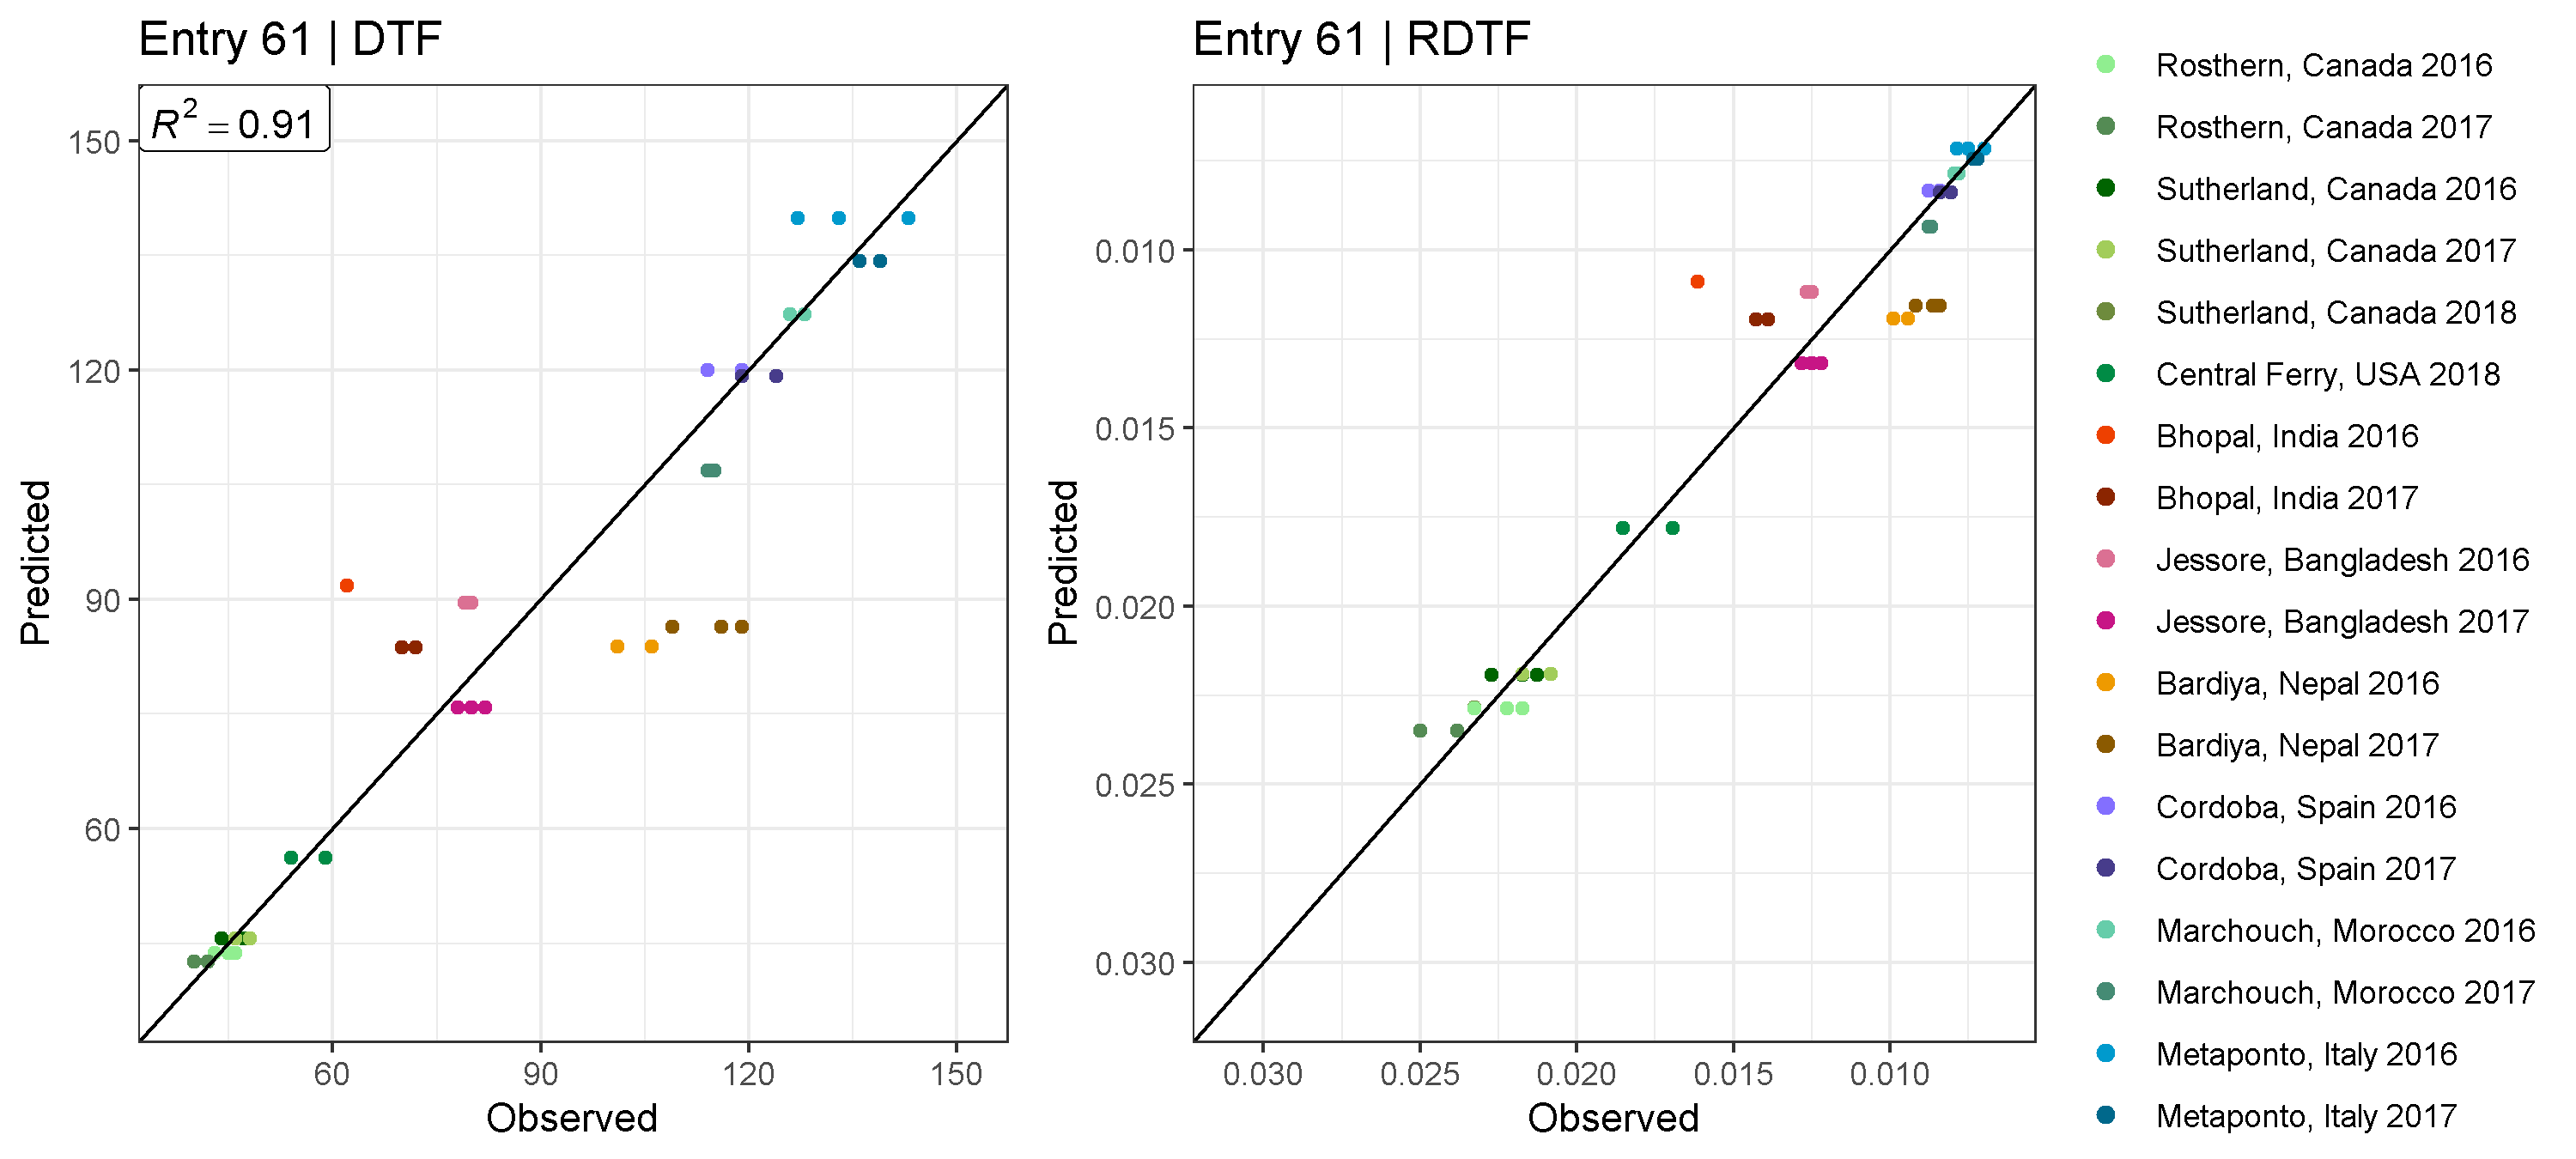 Entry 61 | DTF
R² = 0.91
150
120
90
60
Predicted
60 90 120 150
Observed
Entry 61 | RDTF
0.010
0.015
0.020
0.025
0.030
Predicted
0.030 0.025 0.020 0.015 0.010
Observed
Rosthern, Canada 2016
Rosthern, Canada 2017
Sutherland, Canada 2016
Sutherland, Canada 2017
Sutherland, Canada 2018
Central Ferry, USA 2018
Bhopal, India 2016
Bhopal, India 2017
Jessore, Bangladesh 2016
Jessore, Bangladesh 2017
Bardiya, Nepal 2016
Bardiya, Nepal 2017
Cordoba, Spain 2016
Cordoba, Spain 2017
Marchouch, Morocco 2016
Marchouch, Morocco 2017
Metaponto, Italy 2016
Metaponto, Italy 2017